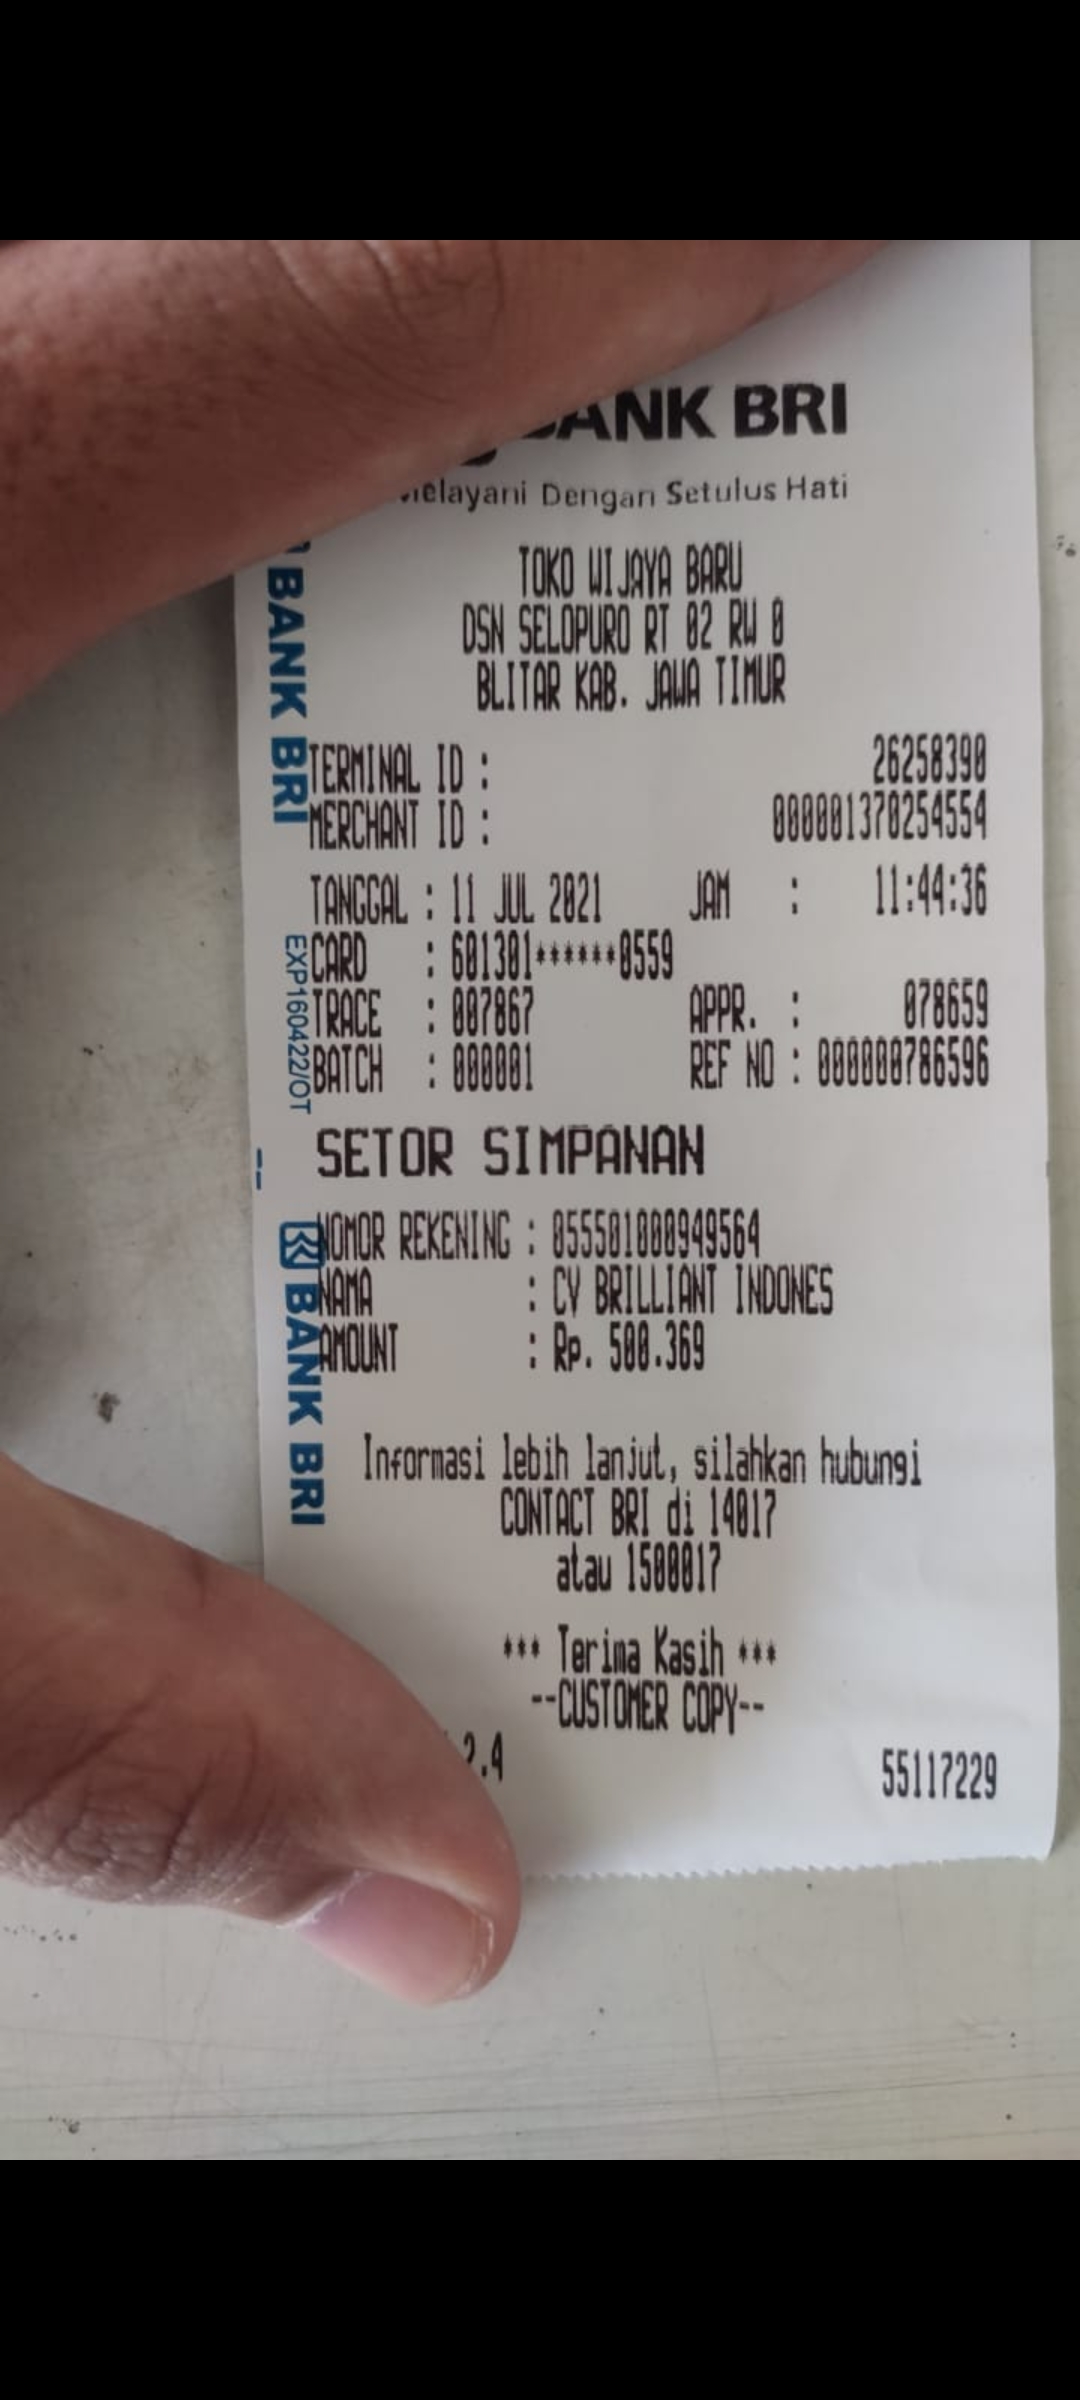 BANK BRI
Melayani Dengan Setulus Hati
TOKO WIJAYA BARU
DSN SELOPURO RT 02 RW 0
BLITAR KAB. JAWA TIMUR
TERMINAL ID : 26258390
MERCHANT ID : 000001370254554
TANGGAL : 11 JUL 2021 JAM : 11:44:36
CARD : 601301******0559
TRACE : 007867 APPR. : 078659
BATCH : 000001 REF NO : 000000786596
SETOR SIMPANAN
NOMOR REKENING : 055501000949564
NAMA : CV BRILLIANT INDONES
AMOUNT : Rp. 500.369
Informasi lebih lanjut, silahkan hubungi
CONTACT BRI di 14017
atau 1500017
*** Terima Kasih ***
--CUSTOMER COPY--
2.4 55117229
BANK BRI
EXP160422/OT
BANK BRI